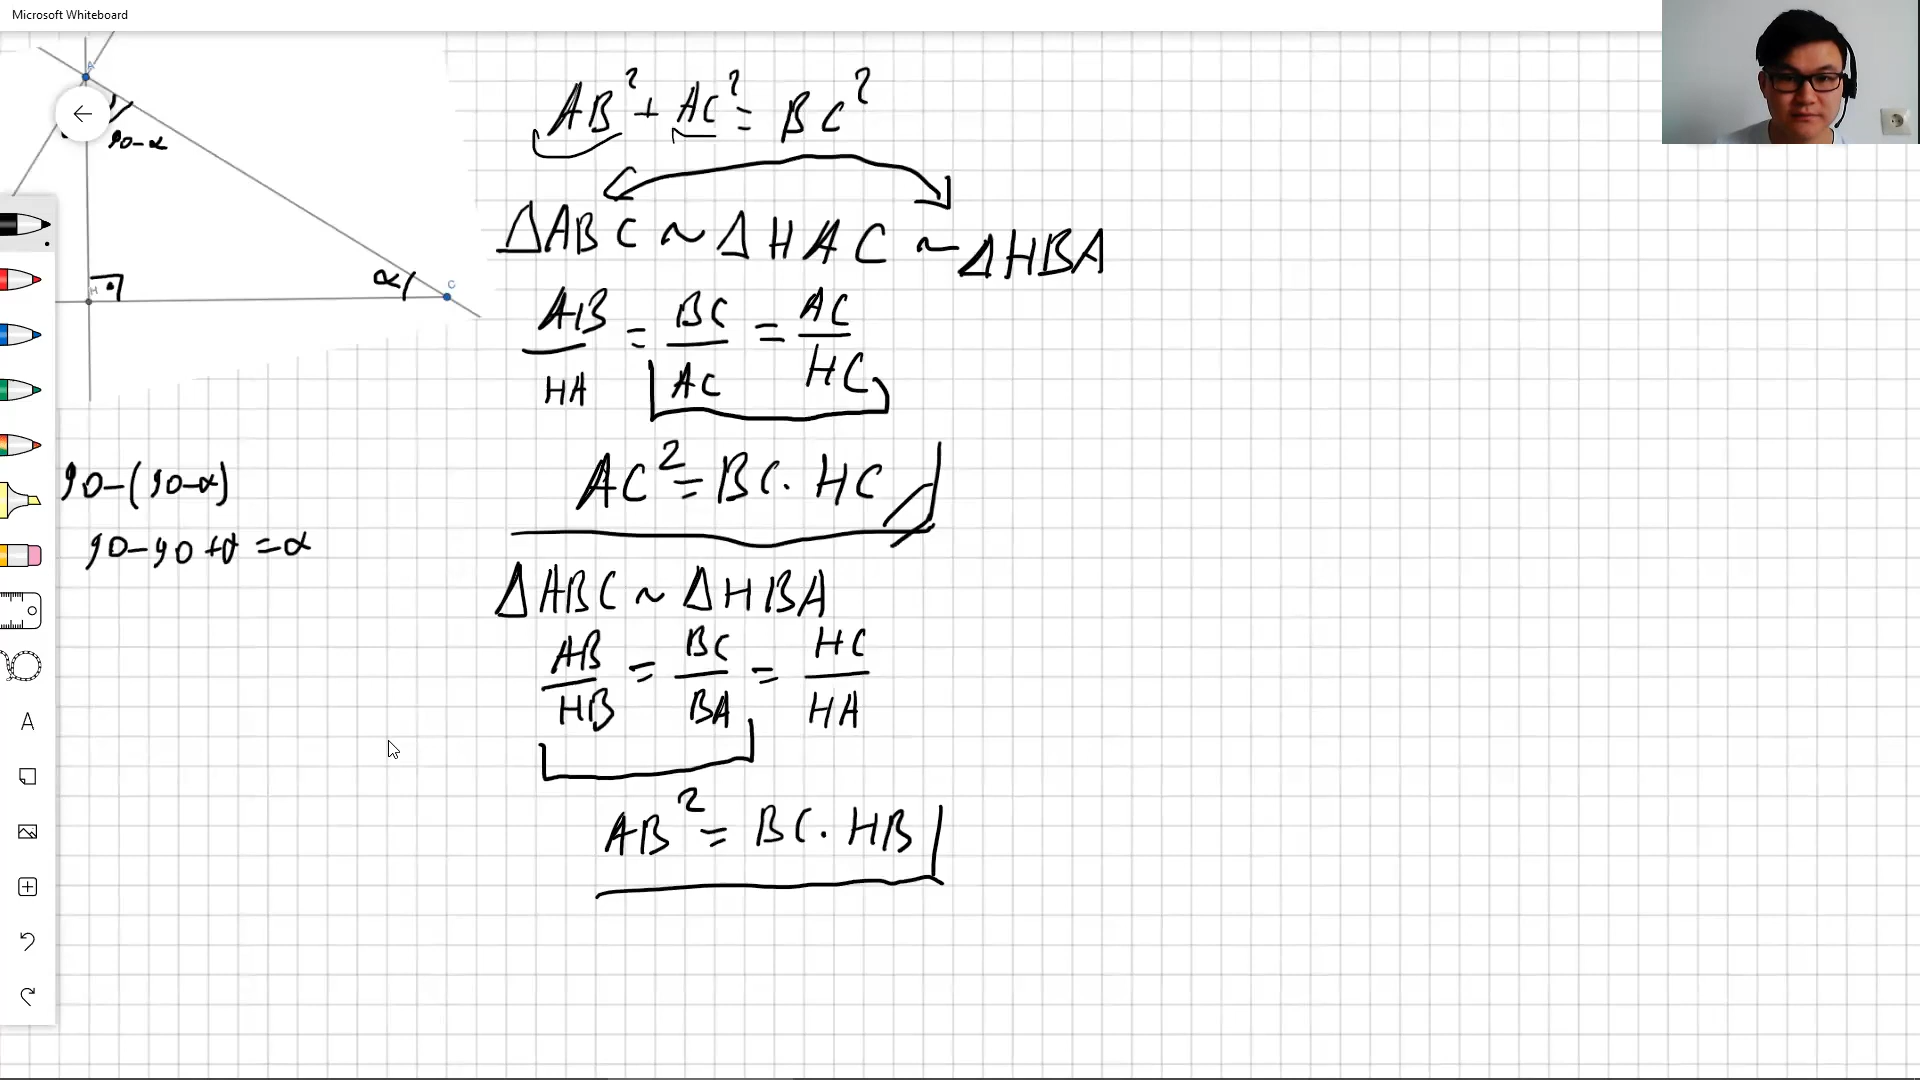 Microsoft Whiteboard
A
90-α
H
α
C
90-(90-α)
90-90+α=α
AB²+AC²=BC²
ΔABC~ΔHAC~ΔHBA
AB/HA=BC/AC=AC/HC
AC²=BC·HC
ΔABC~ΔHBA
AB/HB=BC/BA=HC/HA
AB²=BC·HB
A